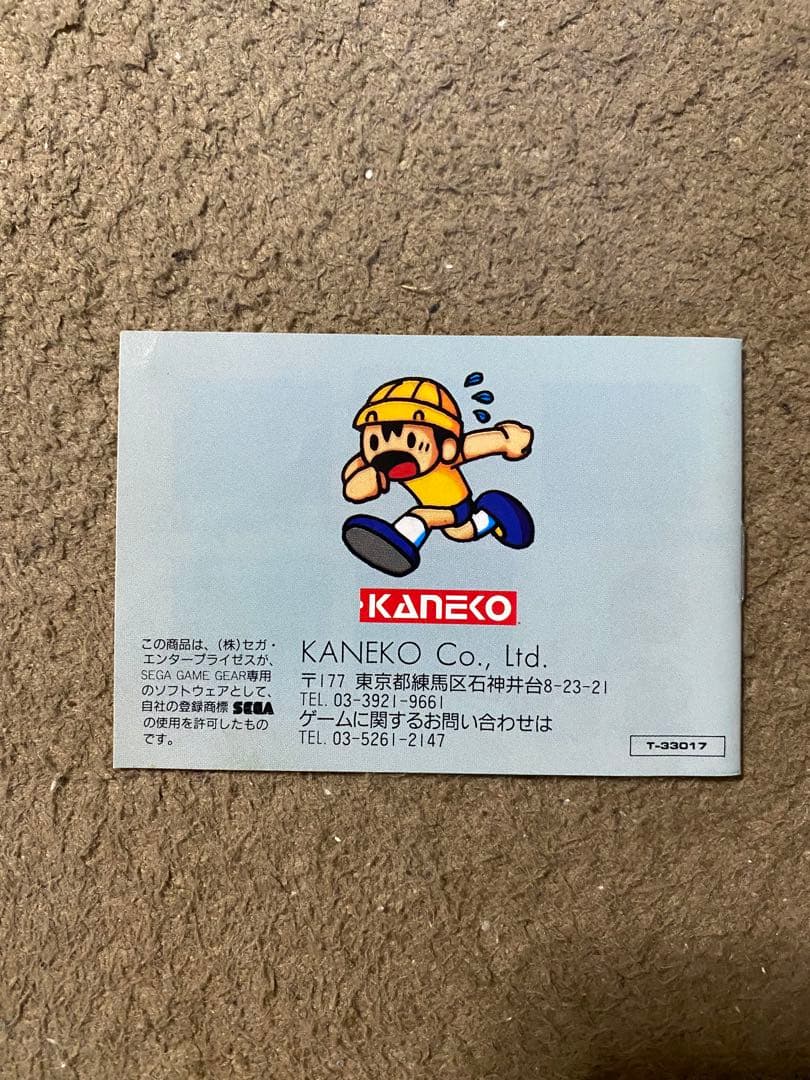 KANEKO
この商品は、(株)セガ・
エンタープライゼスが、
SEGA GAME GEAR専用
のソフトウェアとして、
自社の登録商標 SEGA
の使用を許可したもの
です。
KANEKO Co., Ltd.
〒177 東京都練馬区石神井台8-23-21
TEL. 03-3921-9661
ゲームに関するお問い合わせは
TEL. 03-5261-2147
T-33017